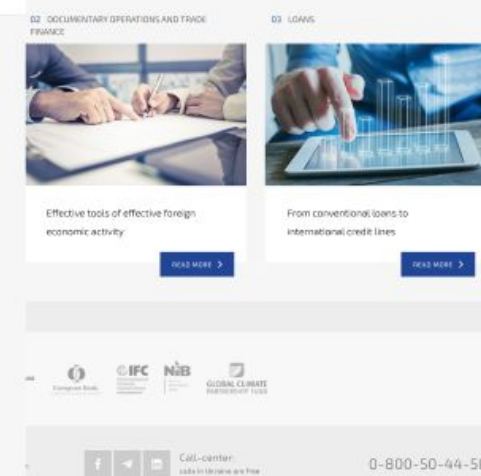 02 DOCUMENTARY OPERATIONS AND TRADE
FINANCE
03 LOANS
Effective tools of effective foreign
economic activity
From conventional loans to
international credit lines
READ MORE
READ MORE
European Bank
IFC
NIB
GLOBAL CLIMATE
PARTNERSHIP FUND
Call-center:
calls in Ukraine are free
0-800-50-44-5